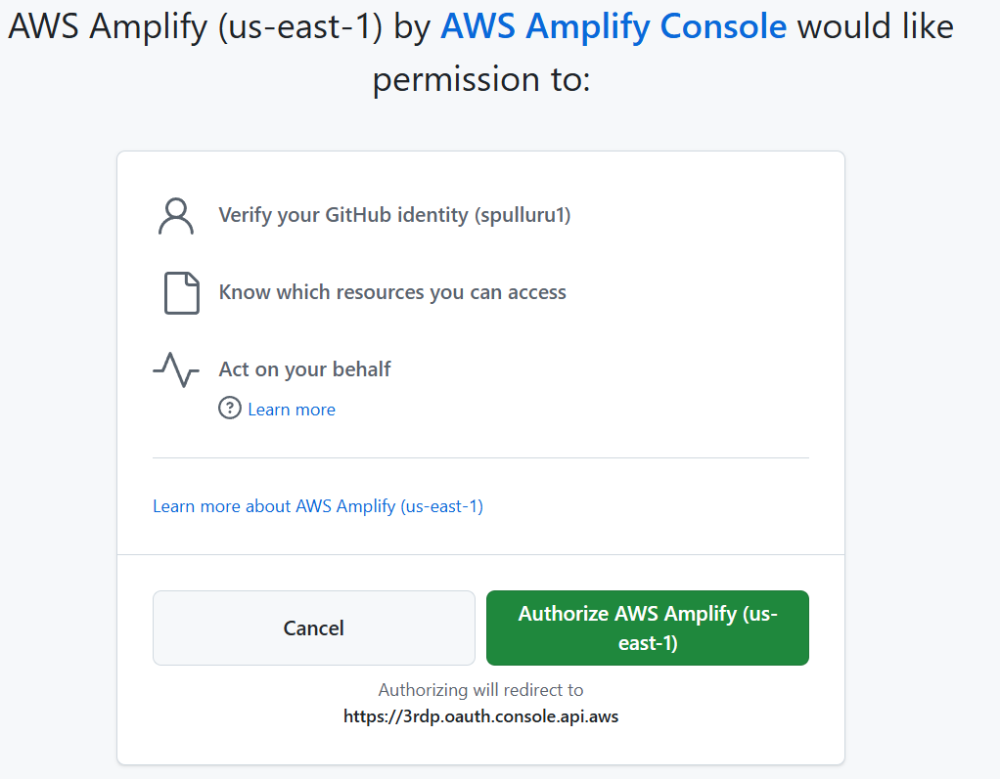 AWS Amplify (us-east-1) by AWS Amplify Console would like
permission to:
Verify your GitHub identity (spulluru1)
Know which resources you can access
Act on your behalf
Learn more
Learn more about AWS Amplify (us-east-1)
Cancel
Authorize AWS Amplify (us-
east-1)
Authorizing will redirect to
https://3rdp.oauth.console.api.aws